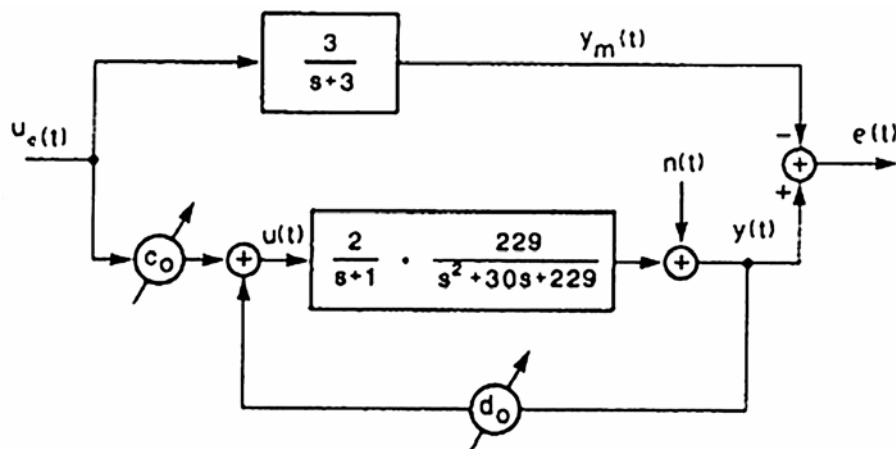 3
s+3
y_m(t)
u_c(t)
-
e(t)
n(t)
+
+
c_0
+
u(t)
2
s+1
·
229
s²+30s+229
+
y(t)
d_0